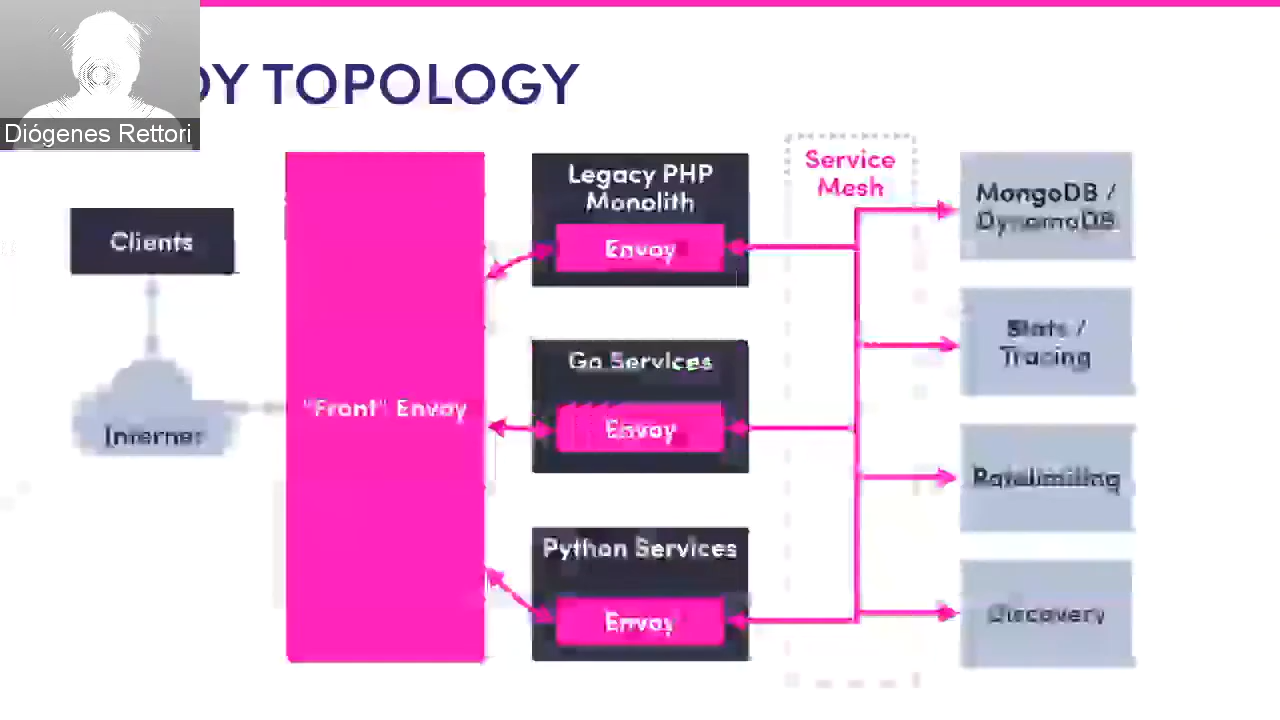 DY TOPOLOGY
Diógenes Rettori
Clients
Internet
"Front" Envoy
Legacy PHP
Monolith
Envoy
Go Services
Envoy
Python Services
Envoy
Service
Mesh
MongoDB /
DynamoDB
Stats /
Tracing
Ratelimiting
Discovery